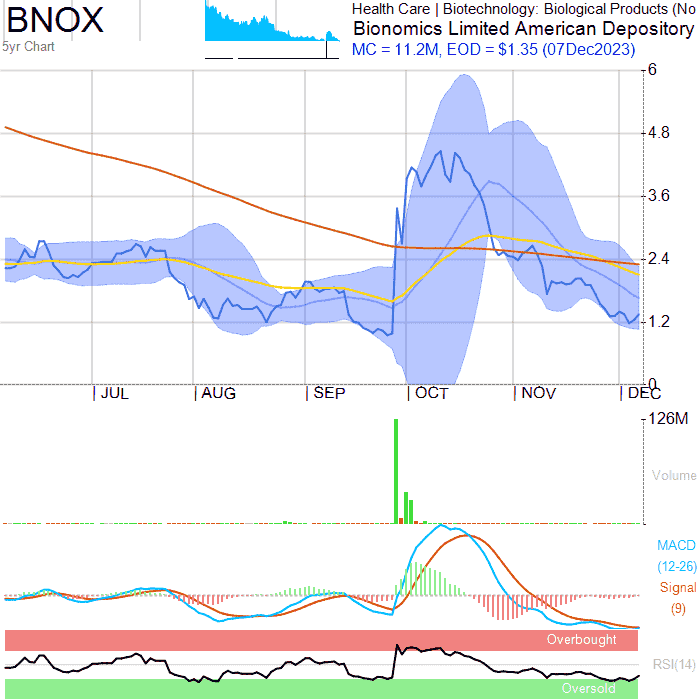 BNOX
5yr Chart
Health Care | Biotechnology: Biological Products (No
Bionomics Limited American Depository
MC = 11.2M, EOD = $1.35 (07Dec2023)
6
4.8
3.6
2.4
1.2
0
JUL AUG SEP OCT NOV DEC
126M
Volume
MACD
(12-26)
Signal
(9)
Overbought
RSI(14)
Oversold